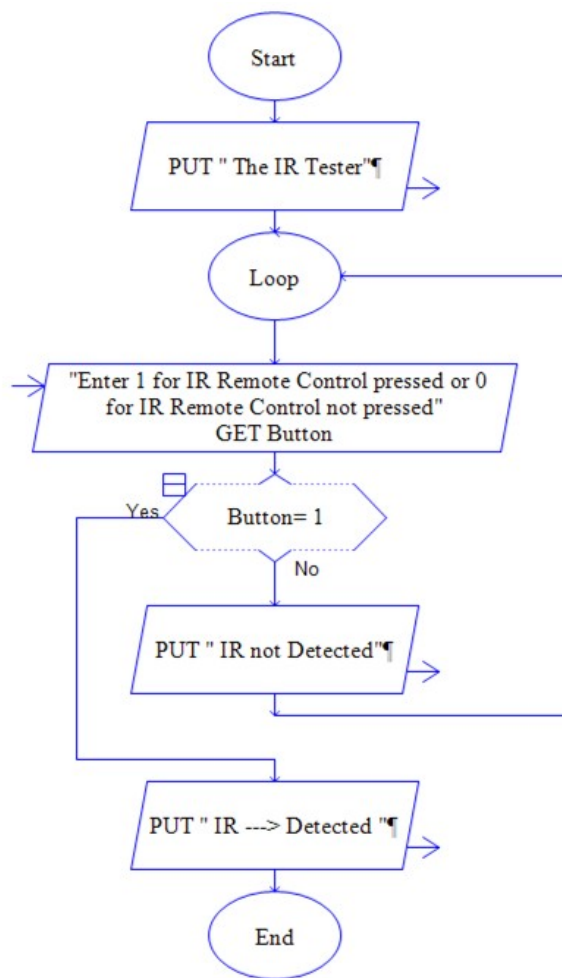 Start
PUT " The IR Tester"¶
Loop
"Enter 1 for IR Remote Control pressed or 0
for IR Remote Control not pressed"
GET Button
Yes
Button= 1
No
PUT " IR not Detected"¶
PUT " IR ---> Detected "¶
End